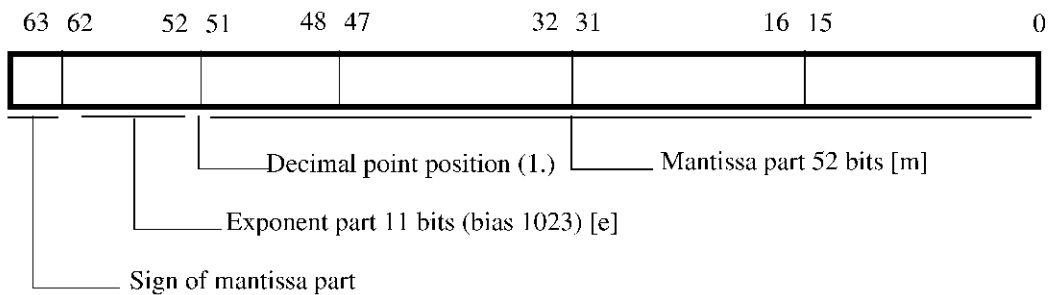 63 62 52 51 48 47 32 31 16 15 0
Decimal point position (1.) Mantissa part 52 bits [m]
Exponent part 11 bits (bias 1023) [e]
Sign of mantissa part